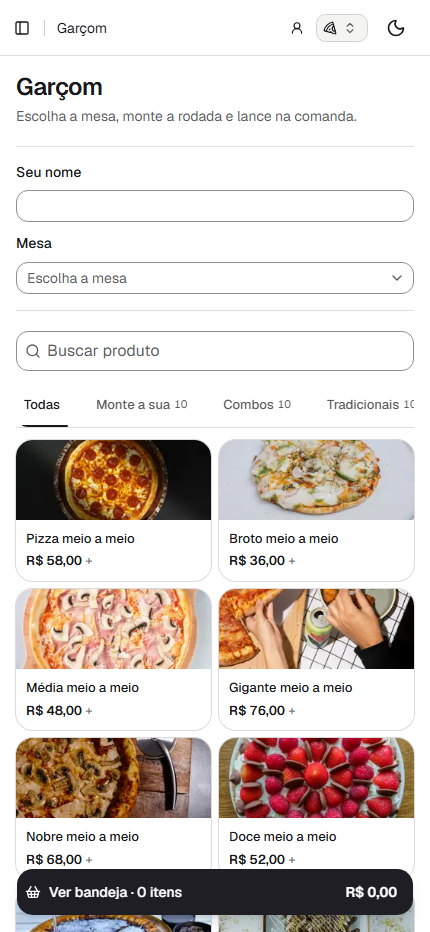 Garçom
Garçom
Escolha a mesa, monte a rodada e lance na comanda.
Seu nome
Mesa
Escolha a mesa
Buscar produto
Todas Monte a sua 10 Combos 10 Tradicionais 10
Pizza meio a meio
R$ 58,00 +
Broto meio a meio
R$ 36,00 +
Média meio a meio
R$ 48,00 +
Gigante meio a meio
R$ 76,00 +
Nobre meio a meio
R$ 68,00 +
Doce meio a meio
R$ 52,00 +
Ver bandeja · 0 itens R$ 0,00